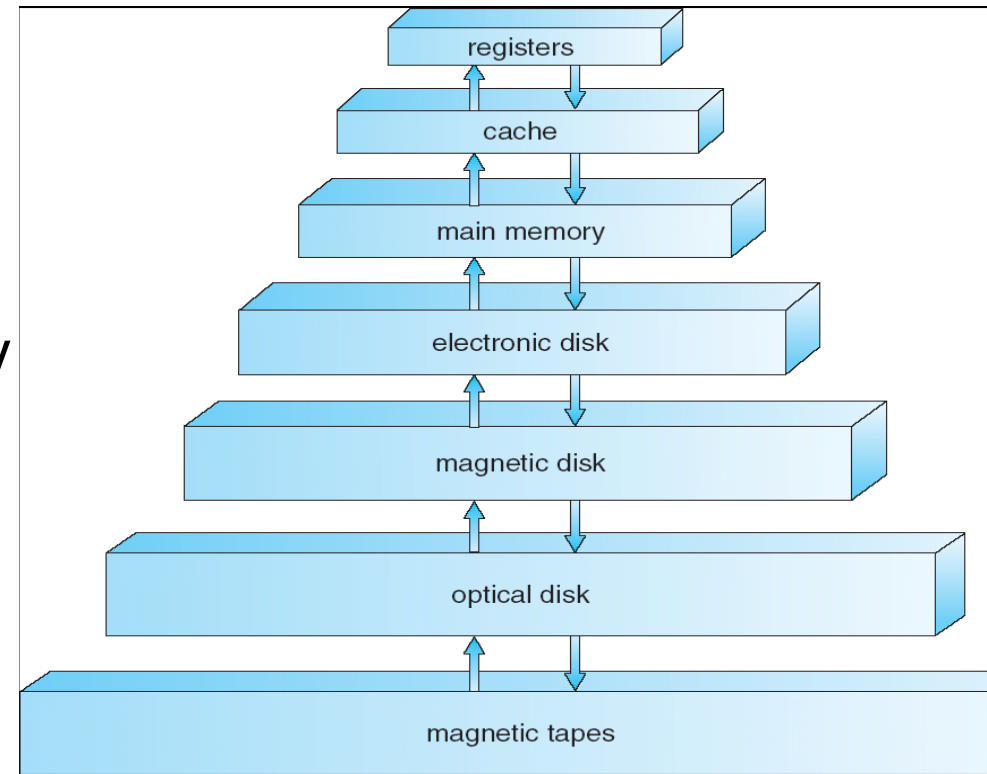 registers
cache
main memory
electronic disk
y
magnetic disk
optical disk
magnetic tapes